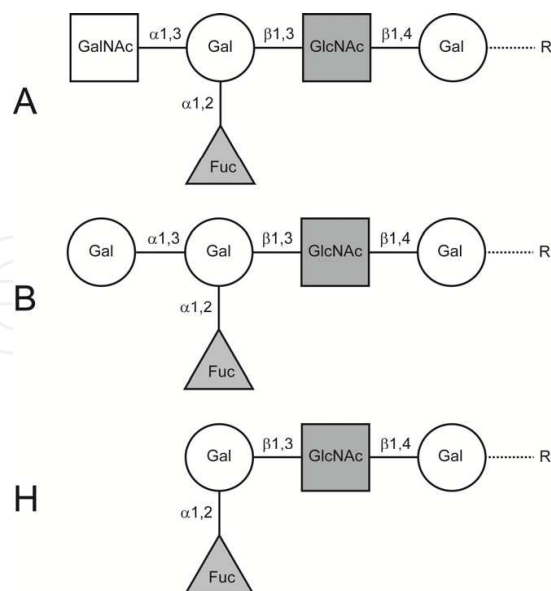 GalNAc α1,3 Gal β1,3 GlcNAc β1,4 Gal R
A
α1,2
Fuc
Gal α1,3 Gal β1,3 GlcNAc β1,4 Gal R
B
α1,2
Fuc
Gal β1,3 GlcNAc β1,4 Gal R
H
α1,2
Fuc